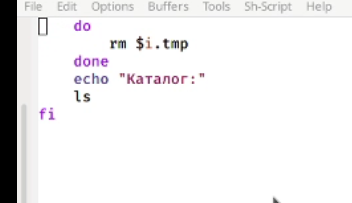 File Edit Options Buffers Tools Sh-Script Help
do
rm $i.tmp
done
echo "Каталог:"
ls
fi